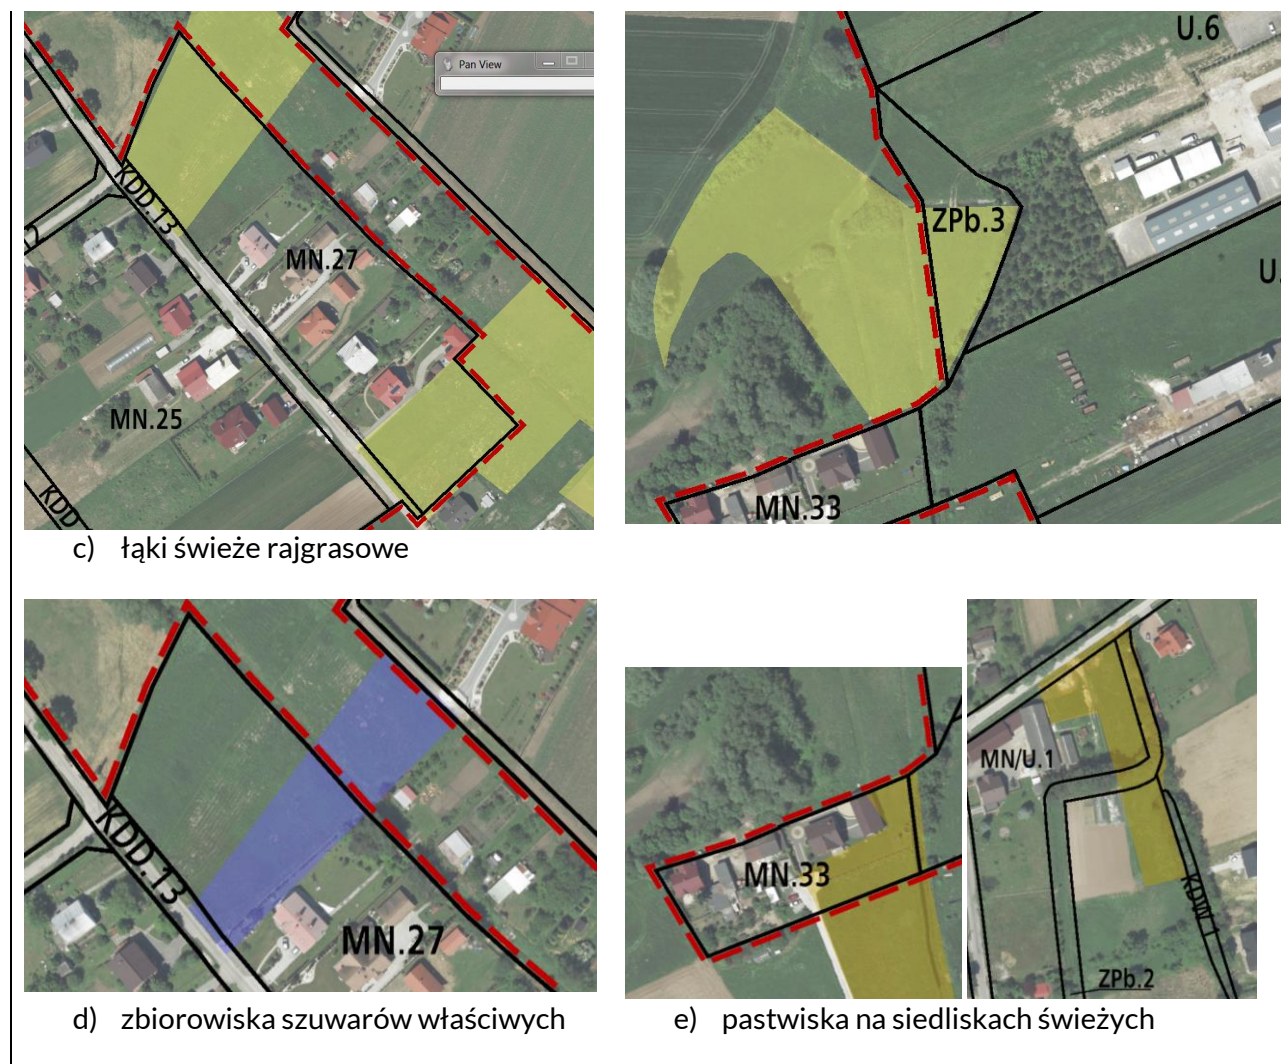 Pan View
KDD.13
MN.27
MN.25
KDD
U.6
ZPb.3
U.
MN.33
c) łąki świeże rajgrasowe
KDD.13
MN.27
MN.33
MN/U.1
KDW.1
ZPb.2
d) zbiorowiska szuwarów właściwych
e) pastwiska na siedliskach świeżych